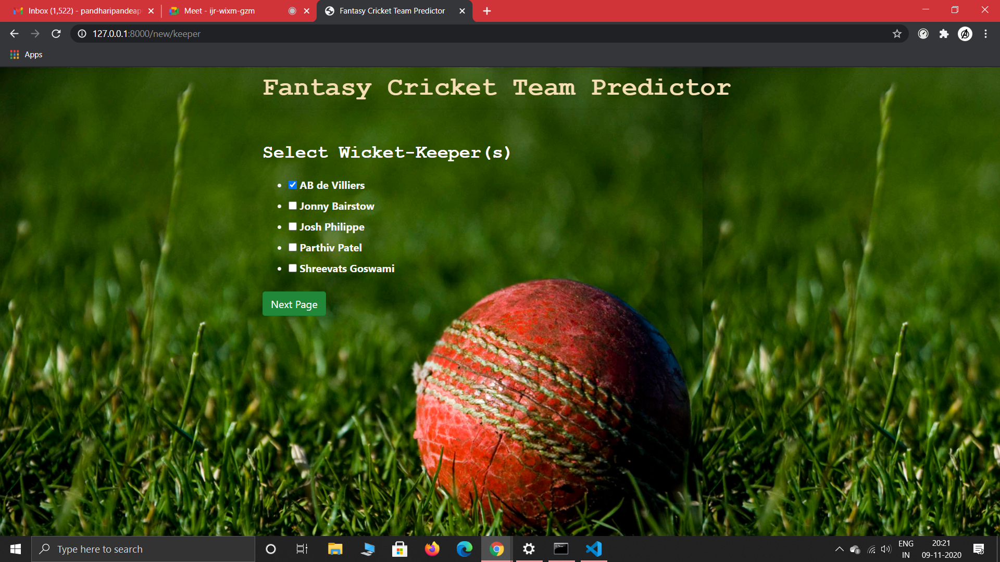 Inbox (1,522) - pandharipandeap
Meet - ijr-wixm-gzm
Fantasy Cricket Team Predictor
127.0.0.1:8000/new/keeper
Apps
Fantasy Cricket Team Predictor
Select Wicket-Keeper(s)
AB de Villiers
Jonny Bairstow
Josh Philippe
Parthiv Patel
Shreevats Goswami
Next Page
Type here to search
ENG
IN
20:21
09-11-2020